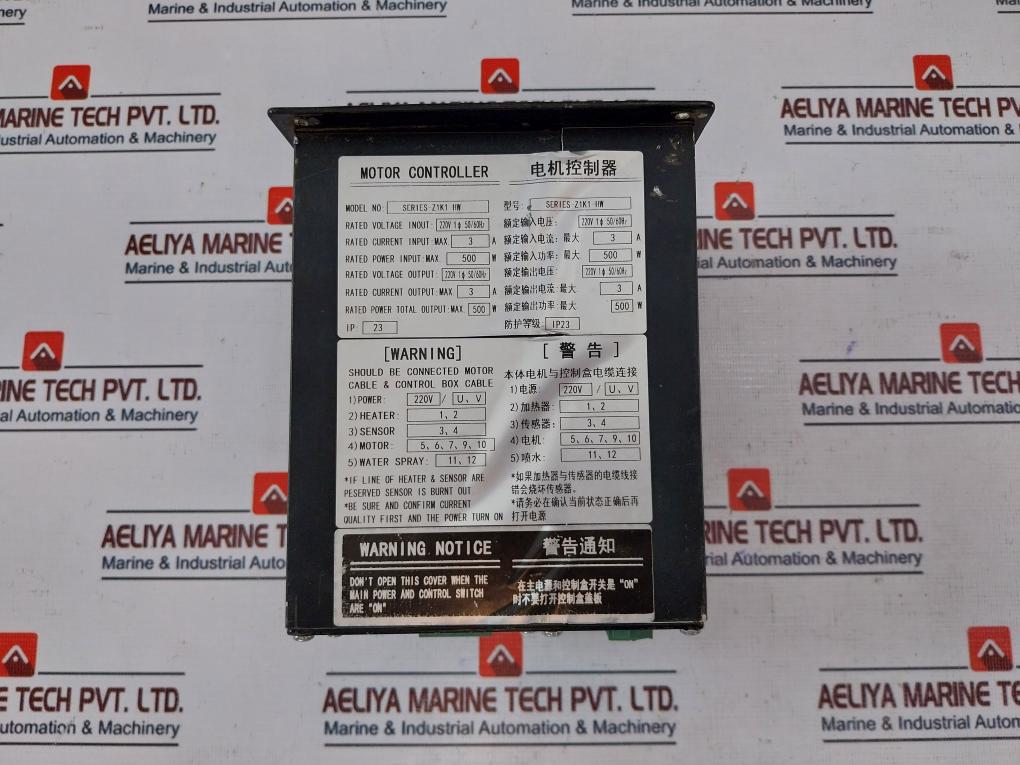 Marine & Industrial Automation & Machinery
Marine & Industrial Automation & Machinery
AELIYA MARINE TECH PVT. LTD.
Industrial Automation & Machinery
AELIYA MARINE TECH PVT. LTD.
Marine & Industrial Automation & Machinery
MOTOR CONTROLLER
MODEL NO: SERIES-Z1K1-HW
RATED VOLTAGE INOUT: 220V 1ϕ 50/60Hz
RATED CURRENT INPUT:MAX 3 A
RATED POWER INPUT:MAX. 500 W
RATED VOLTAGE OUTPUT: 220V 1ϕ 50/60Hz
RATED CURRENT OUTPUT:MAX 3 A
RATED POWER TOTAL OUTPUT:MAX 500 W
IP: 23
电机控制器
型号: SERIES-Z1K1-HW
额定输入电压: 220V 1ϕ 50/60Hz
额定输入电流:最大 3 A
额定输入功率:最大 500 W
额定输出电压: 220V 1ϕ 50/60Hz
额定输出电流:最大 3 A
额定输出功率:最大 500 W
防护等级: IP23
[WARNING]
SHOULD BE CONNECTED MOTOR
CABLE & CONTROL BOX CABLE
1)POWER: 220V / U、V
2)HEATER: 1、2
3)SENSOR 3、4
4)MOTOR: 5、6、7、9、10
5)WATER SPRAY: 11、12
*IF LINE OF HEATER & SENSOR ARE
PESERVED SENSOR IS BURNT OUT
*BE SURE AND CONFIRM CURRENT
QUALITY FIRST AND THE POWER TURN ON
[警告]
本体电机与控制盒电缆连接
1)电源: 220V / U、V
2)加热器: 1、2
3)传感器: 3、4
4)电机: 5、6、7、9、10
5)喷水: 11、12
*如果加热器与传感器的电缆线接
错会烧坏传感器。
*请务必在确认当前状态正确后再
打开电源
WARNING NOTICE
DON'T OPEN THIS COVER WHEN THE
MAIN POWER AND CONTROL SWITCH
ARE "ON"
警告通知
在主电源和控制盒开关是"ON"
时不要打开控制盒盖板
AELIYA MARINE TECH PVT. LTD.
Marine & Industrial Automation & Machinery